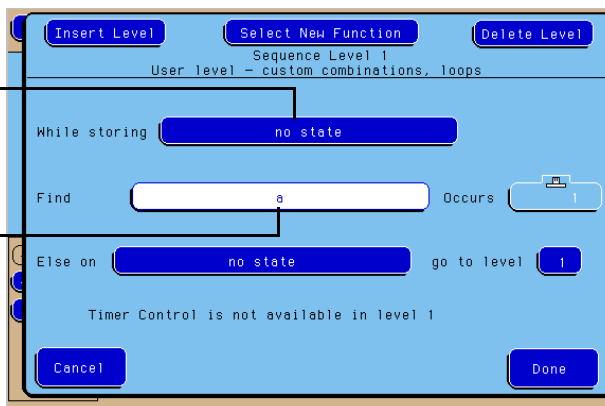 Insert Level Select New Function Delete Level
Sequence Level 1
User level - custom combinations, loops
While storing no state
Find a Occurs 1
Else on no state go to level 1
Timer Control is not available in level 1
Cancel Done